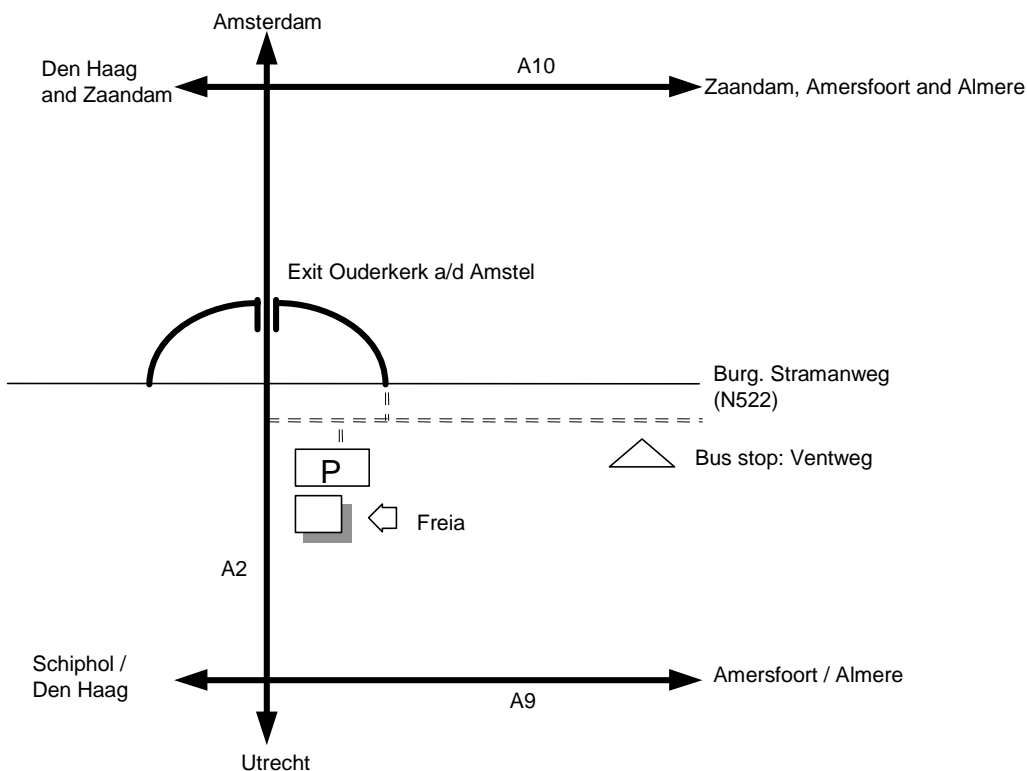 Amsterdam
Den Haag
and Zaandam
A10
Zaandam, Amersfoort and Almere
Exit Ouderkerk a/d Amstel
Burg. Stramanweg
(N522)
P
Bus stop: Ventweg
Freia
A2
Schiphol /
Den Haag
Amersfoort / Almere
A9
Utrecht